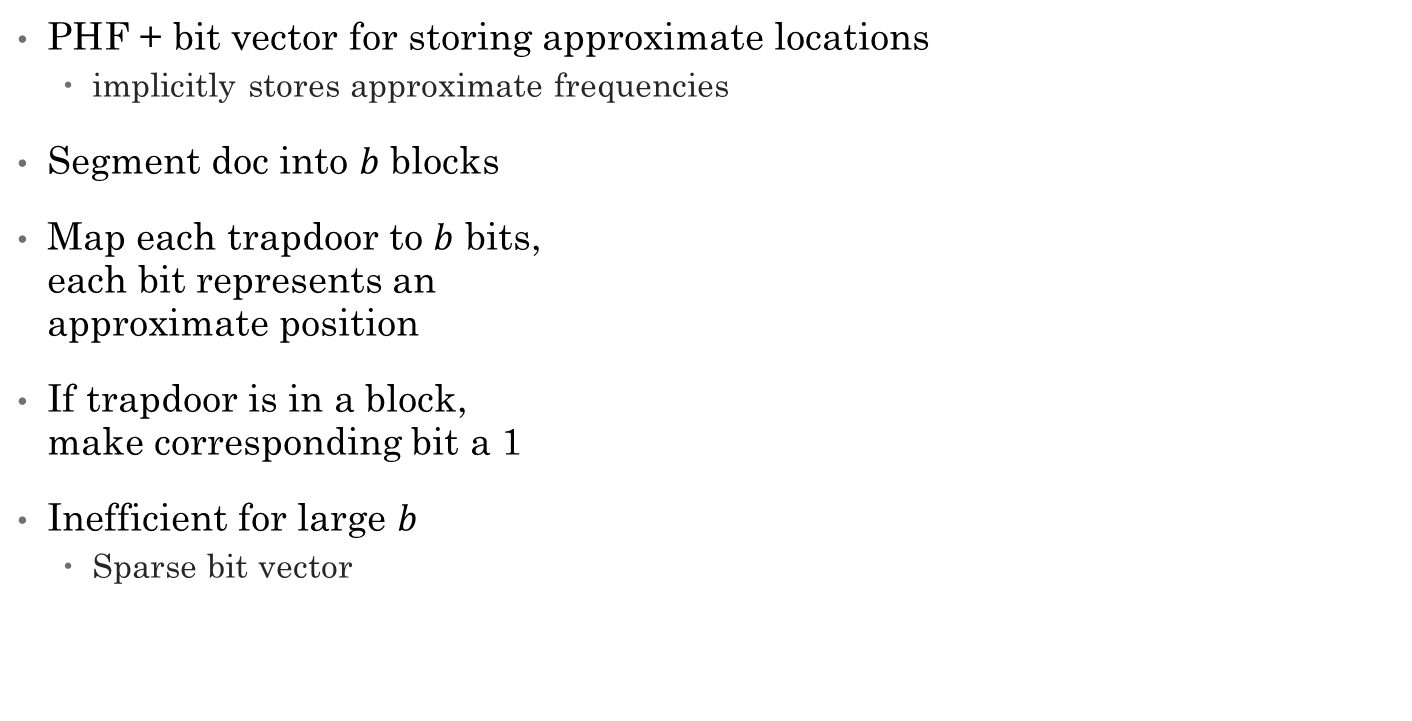 • PHF + bit vector for storing approximate locations
• implicitly stores approximate frequencies
• Segment doc into b blocks
• Map each trapdoor to b bits,
each bit represents an
approximate position
• If trapdoor is in a block,
make corresponding bit a 1
• Inefficient for large b
• Sparse bit vector